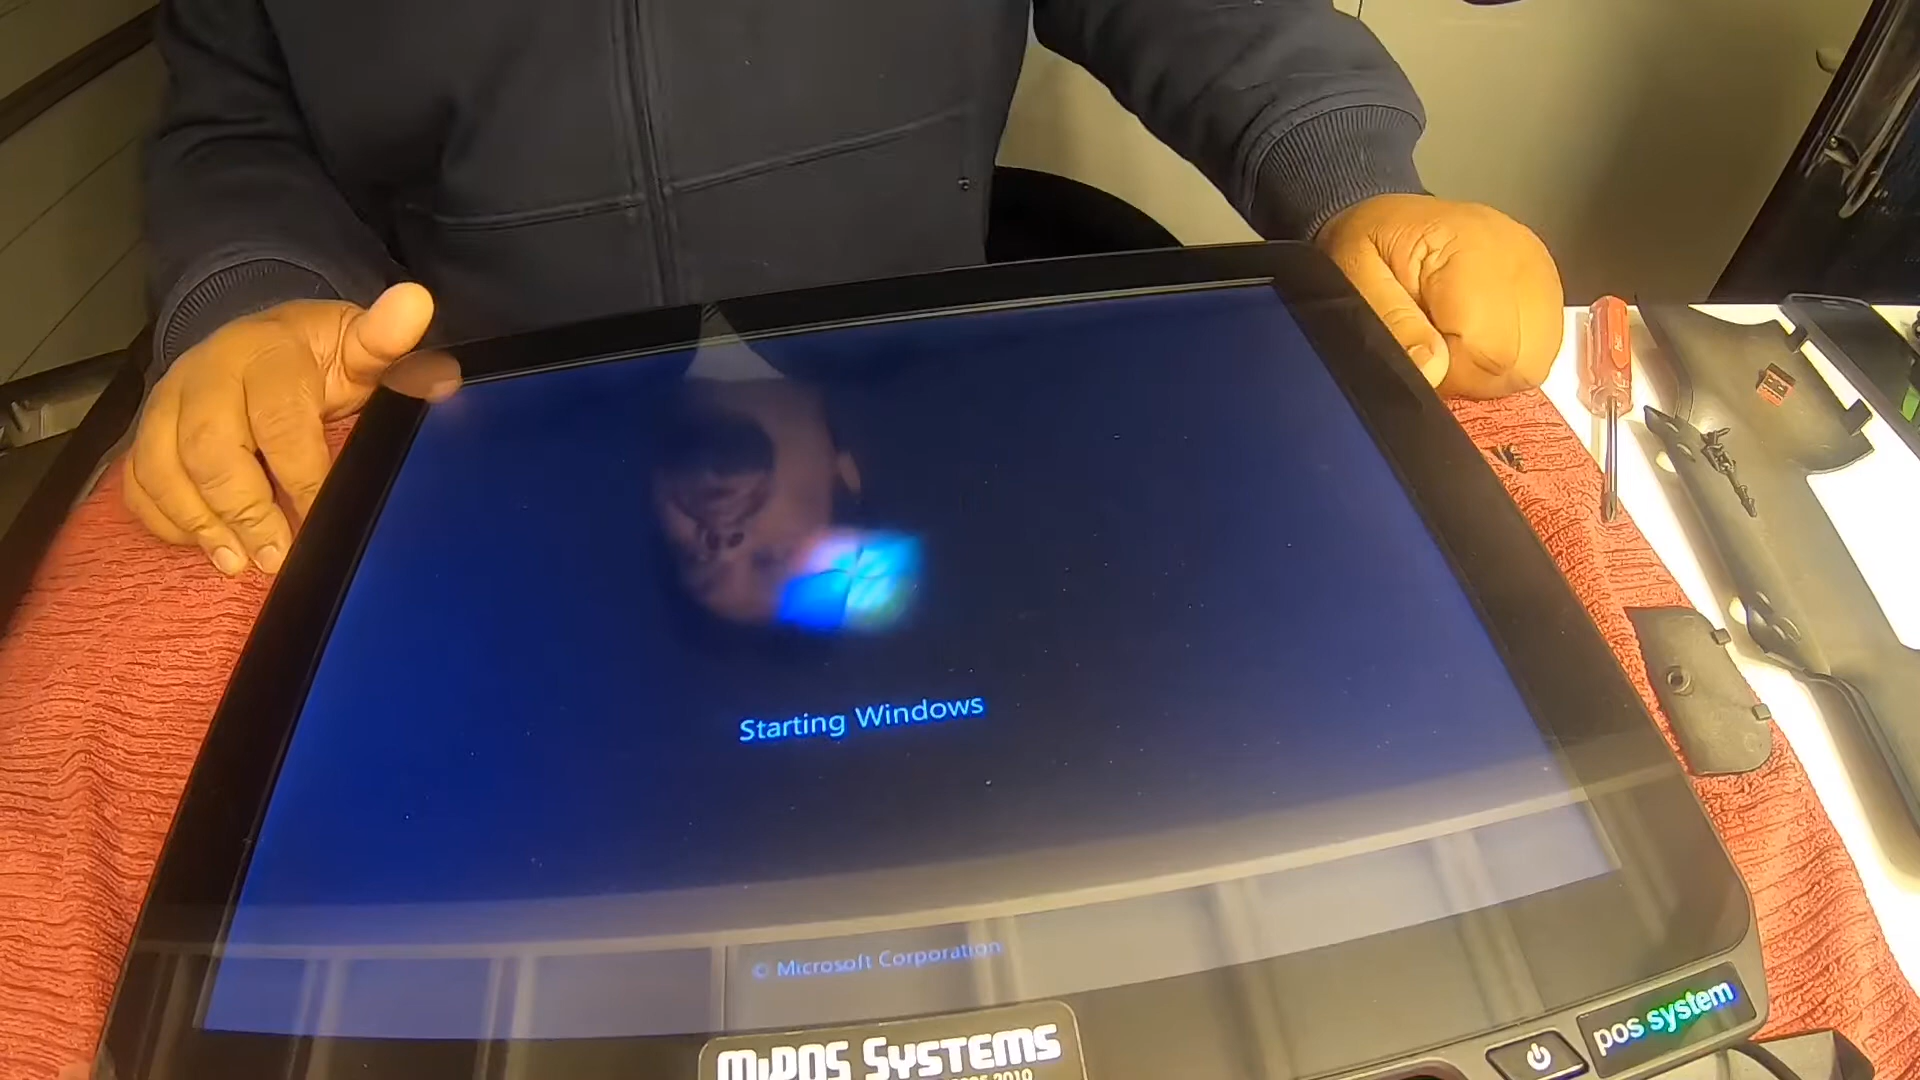 Starting Windows
© Microsoft Corporation
MiPOS SYSTEMS
pos system